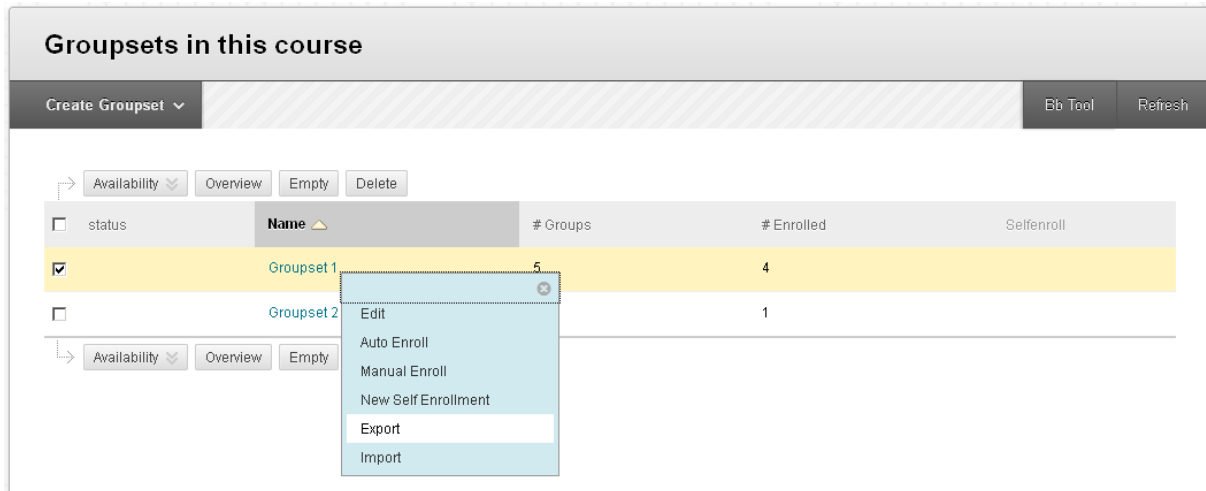 Groupsets in this course
Create Groupset Bb Tool Refresh
Availability Overview Empty Delete
status Name # Groups # Enrolled Selfenroll
Groupset 1 5 4
Groupset 2 1
Edit
Auto Enroll
Availability Overview Empty
Manual Enroll
New Self Enrollment
Export
Import